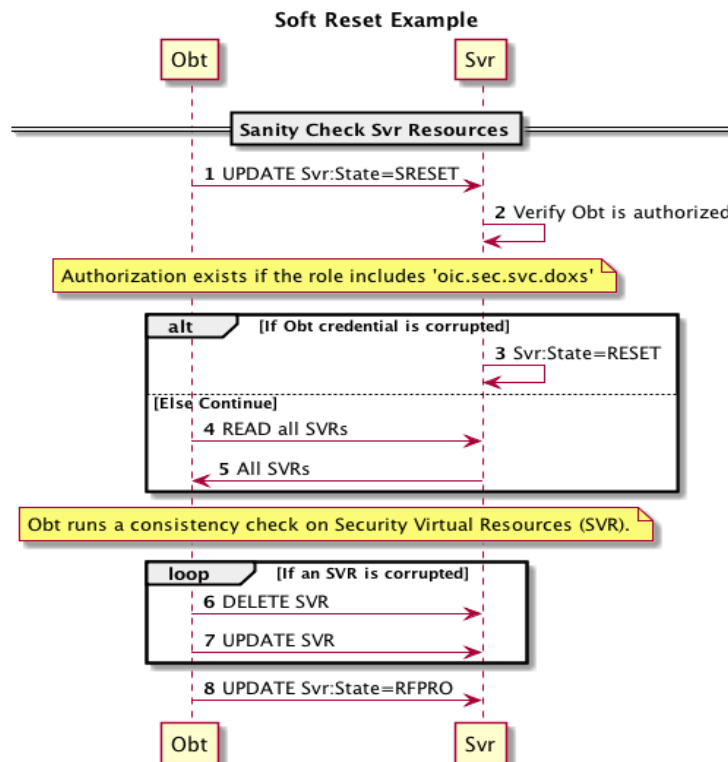 Soft Reset Example
Obt
Svr
Sanity Check Svr Resources
1 UPDATE Svr:State=SRESET
2 Verify Obt is authorized
Authorization exists if the role includes 'oic.sec.svc.doxs'
alt [If Obt credential is corrupted]
3 Svr:State=RESET
[Else Continue]
4 READ all SVRs
5 All SVRs
Obt runs a consistency check on Security Virtual Resources (SVR).
loop [If an SVR is corrupted]
6 DELETE SVR
7 UPDATE SVR
8 UPDATE Svr:State=RFPRO
Obt
Svr